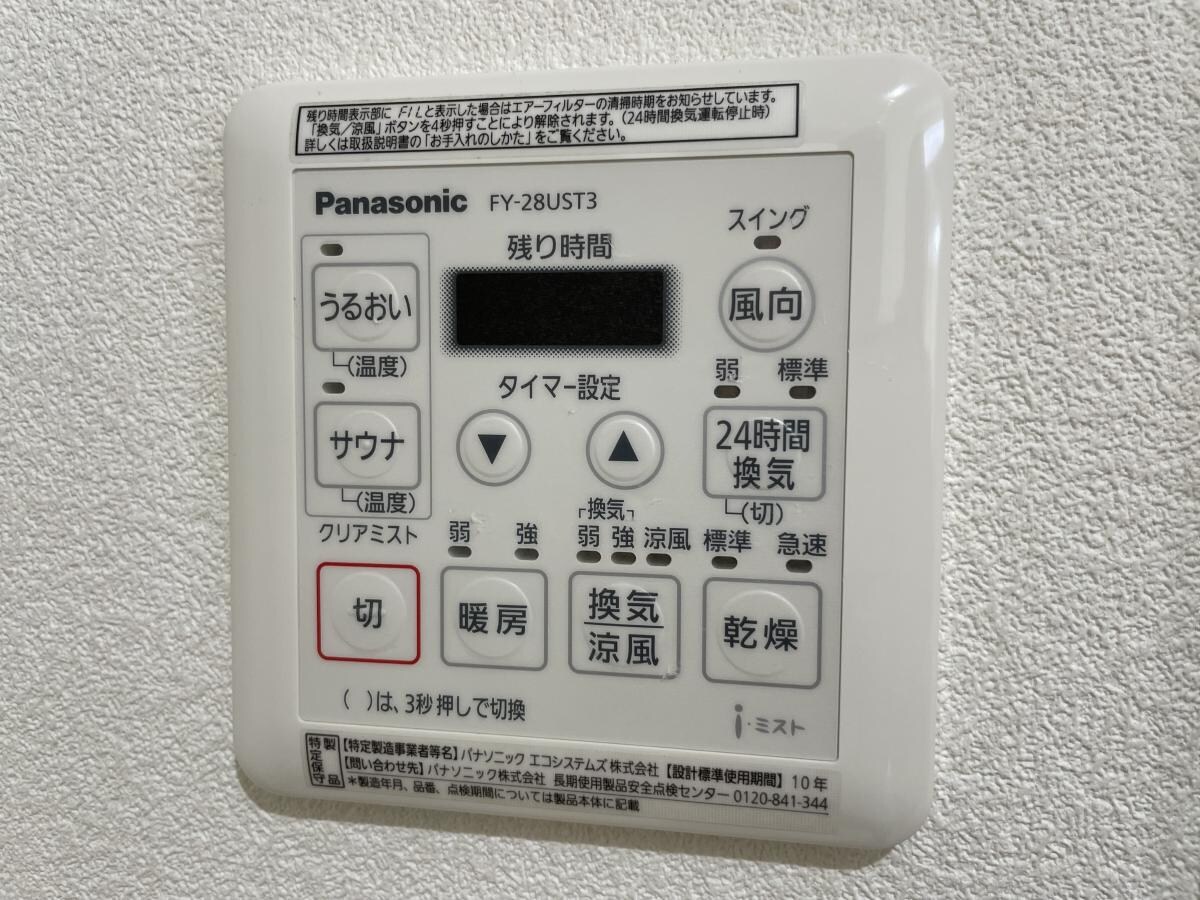 残り時間表示部に FILと表示した場合はエアーフィルターの清掃時期をお知らせしています。
「換気／涼風」ボタンを4秒押すことにより解除されます。(24時間換気運転停止時)
詳しくは取扱説明書の「お手入れのしかた」をご覧ください。
Panasonic FY-28UST3
スイング
残り時間
うるおい
風向
(温度)
弱 標準
タイマー設定
サウナ
▼ ▲
24時間
換気
(温度)
換気
(切)
クリアミスト
弱 強 弱 強 涼風 標準 急速
切
暖房
換気
涼風
乾燥
( )は、3秒押しで切換
i・ミスト
特定保守製品
【特定製造事業者等名】パナソニック エコシステムズ株式会社【設計標準使用期間】10年
【問い合わせ先】パナソニック株式会社 長期使用製品安全点検センター 0120-841-344
＊製造年月、品番、点検期間については製品本体に記載